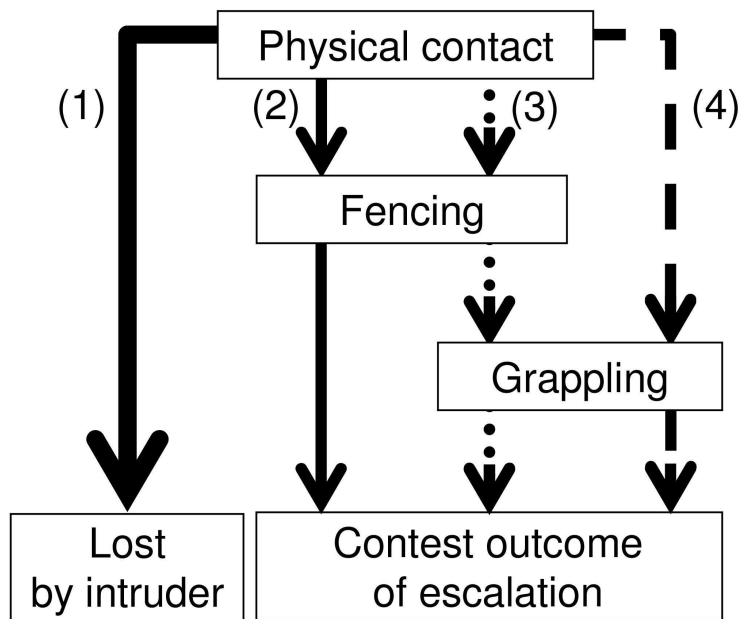 Physical contact
(1)
(2)
(3)
(4)
Fencing
Grappling
Lost
by intruder
Contest outcome
of escalation